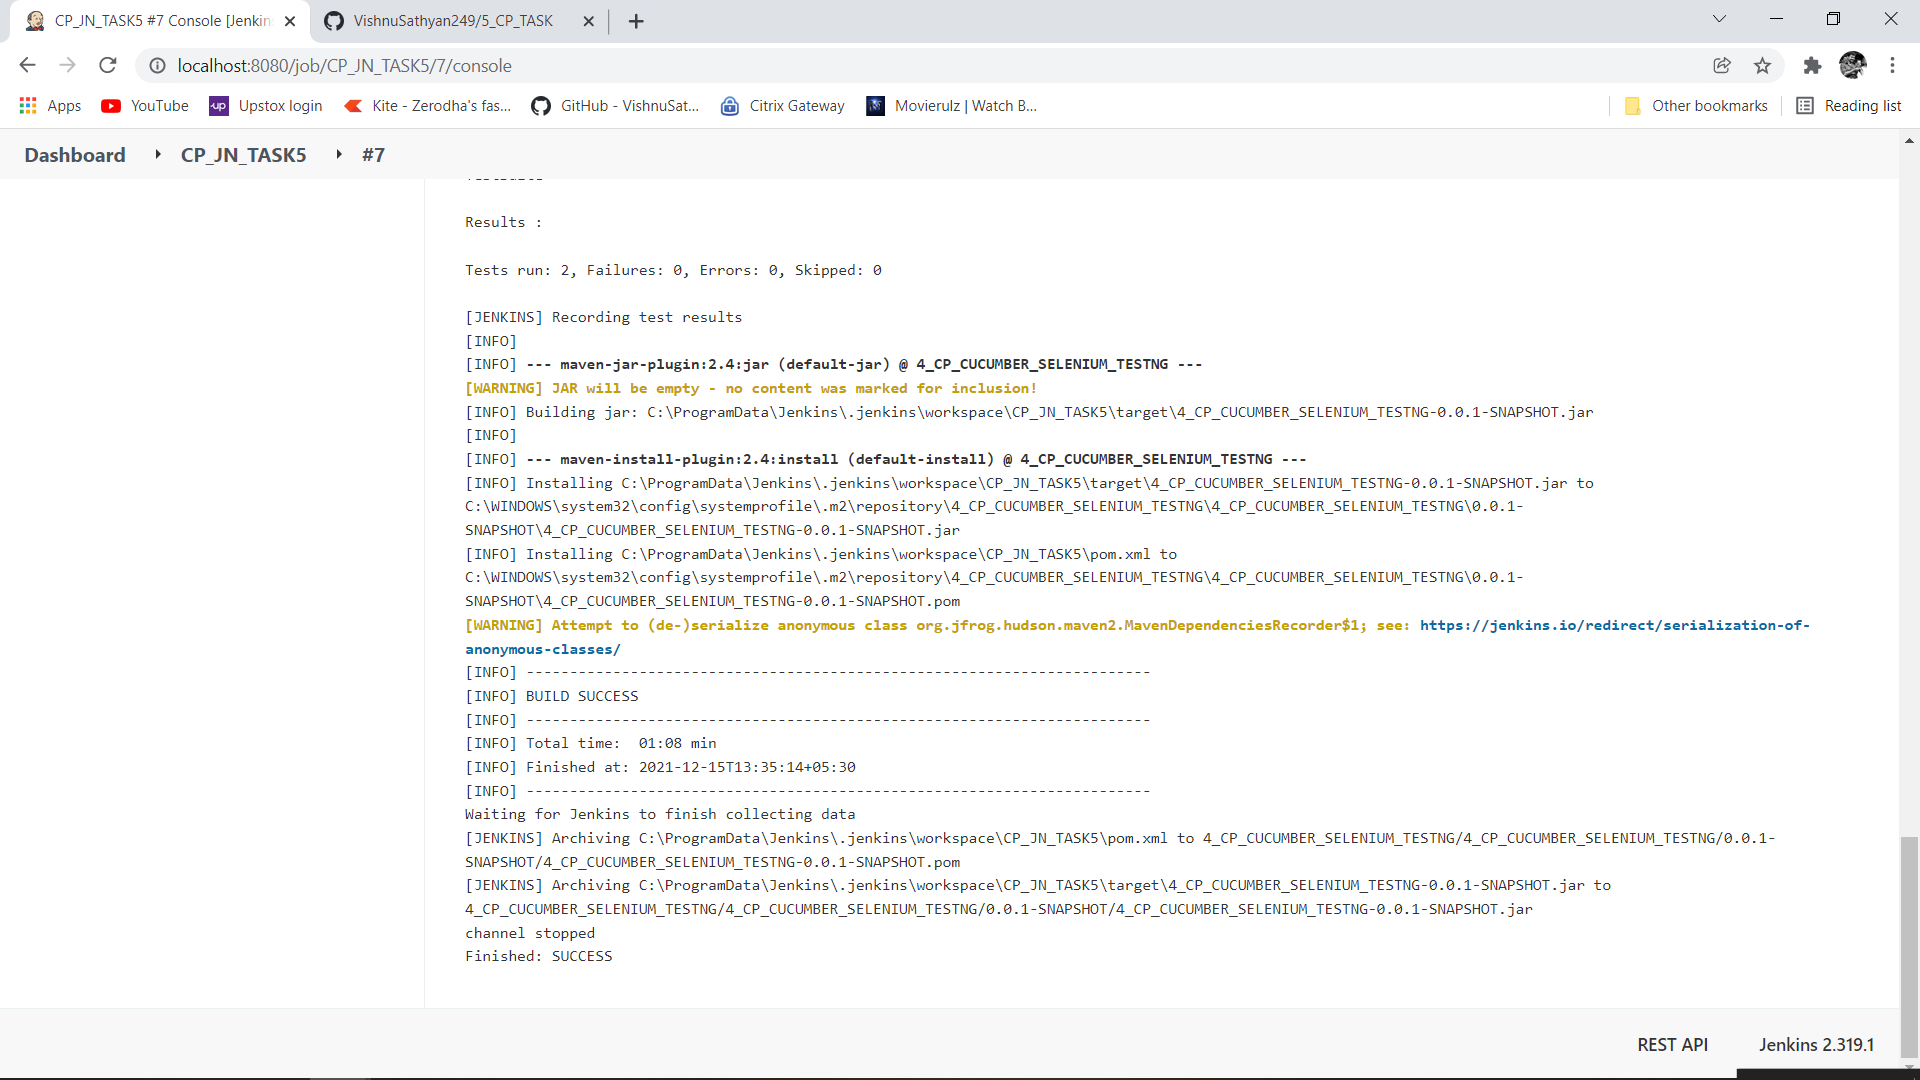 CP_JN_TASK5 #7 Console [Jenkin
VishnuSathyan249/5_CP_TASK
localhost:8080/job/CP_JN_TASK5/7/console
Apps
YouTube
up Upstox login
Kite - Zerodha's fas...
GitHub - VishnuSat...
Citrix Gateway
Movierulz | Watch B...
Other bookmarks
Reading list
Dashboard
CP_JN_TASK5
#7
Results :
Tests run: 2, Failures: 0, Errors: 0, Skipped: 0
[JENKINS] Recording test results
[INFO]
[INFO] --- maven-jar-plugin:2.4:jar (default-jar) @ 4_CP_CUCUMBER_SELENIUM_TESTNG ---
[WARNING] JAR will be empty - no content was marked for inclusion!
[INFO] Building jar: C:\ProgramData\Jenkins\.jenkins\workspace\CP_JN_TASK5\target\4_CP_CUCUMBER_SELENIUM_TESTNG-0.0.1-SNAPSHOT.jar
[INFO]
[INFO] --- maven-install-plugin:2.4:install (default-install) @ 4_CP_CUCUMBER_SELENIUM_TESTNG ---
[INFO] Installing C:\ProgramData\Jenkins\.jenkins\workspace\CP_JN_TASK5\target\4_CP_CUCUMBER_SELENIUM_TESTNG-0.0.1-SNAPSHOT.jar to
C:\WINDOWS\system32\config\systemprofile\.m2\repository\4_CP_CUCUMBER_SELENIUM_TESTNG\4_CP_CUCUMBER_SELENIUM_TESTNG\0.0.1-
SNAPSHOT\4_CP_CUCUMBER_SELENIUM_TESTNG-0.0.1-SNAPSHOT.jar
[INFO] Installing C:\ProgramData\Jenkins\.jenkins\workspace\CP_JN_TASK5\pom.xml to
C:\WINDOWS\system32\config\systemprofile\.m2\repository\4_CP_CUCUMBER_SELENIUM_TESTNG\4_CP_CUCUMBER_SELENIUM_TESTNG\0.0.1-
SNAPSHOT\4_CP_CUCUMBER_SELENIUM_TESTNG-0.0.1-SNAPSHOT.pom
[WARNING] Attempt to (de-)serialize anonymous class org.jfrog.hudson.maven2.MavenDependenciesRecorder$1; see: https://jenkins.io/redirect/serialization-of-
anonymous-classes/
[INFO] ------------------------------------------------------------------------
[INFO] BUILD SUCCESS
[INFO] ------------------------------------------------------------------------
[INFO] Total time:  01:08 min
[INFO] Finished at: 2021-12-15T13:35:14+05:30
[INFO] ------------------------------------------------------------------------
Waiting for Jenkins to finish collecting data
[JENKINS] Archiving C:\ProgramData\Jenkins\.jenkins\workspace\CP_JN_TASK5\pom.xml to 4_CP_CUCUMBER_SELENIUM_TESTNG/4_CP_CUCUMBER_SELENIUM_TESTNG/0.0.1-
SNAPSHOT/4_CP_CUCUMBER_SELENIUM_TESTNG-0.0.1-SNAPSHOT.pom
[JENKINS] Archiving C:\ProgramData\Jenkins\.jenkins\workspace\CP_JN_TASK5\target\4_CP_CUCUMBER_SELENIUM_TESTNG-0.0.1-SNAPSHOT.jar to
4_CP_CUCUMBER_SELENIUM_TESTNG/4_CP_CUCUMBER_SELENIUM_TESTNG/0.0.1-SNAPSHOT/4_CP_CUCUMBER_SELENIUM_TESTNG-0.0.1-SNAPSHOT.jar
channel stopped
Finished: SUCCESS
REST API
Jenkins 2.319.1